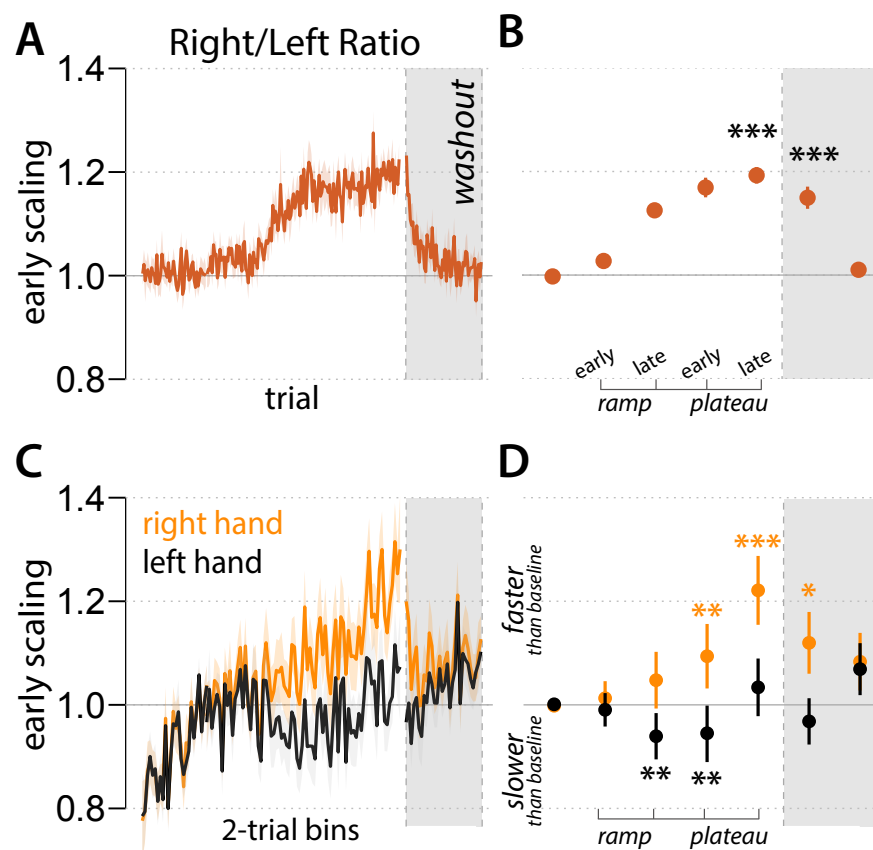 A
Right/Left Ratio
1.4
1.2
1.0
0.8
early scaling
washout
trial
B
***
***
early
late
early
late
ramp
plateau
C
1.4
1.2
1.0
0.8
early scaling
right hand
left hand
2-trial bins
D
faster
than baseline
slower
than baseline
***
**
*
**
**
ramp
plateau